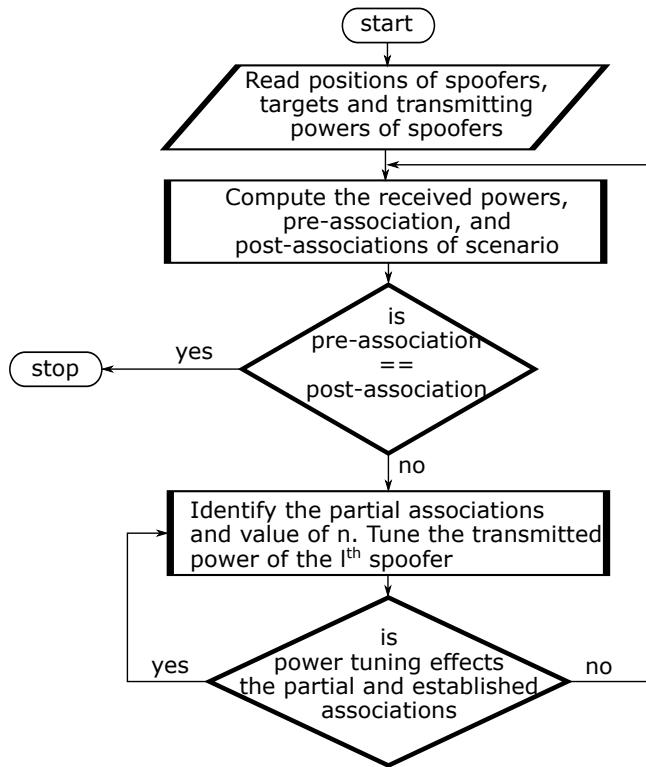 start
Read positions of spoofers,
targets and transmitting
powers of spoofers
Compute the received powers,
pre-association, and
post-associations of scenario
is
pre-association
==
post-association
yes
stop
no
Identify the partial associations
and value of n. Tune the transmitted
power of the lth spoofer
is
power tuning effects
the partial and established
associations
yes
no